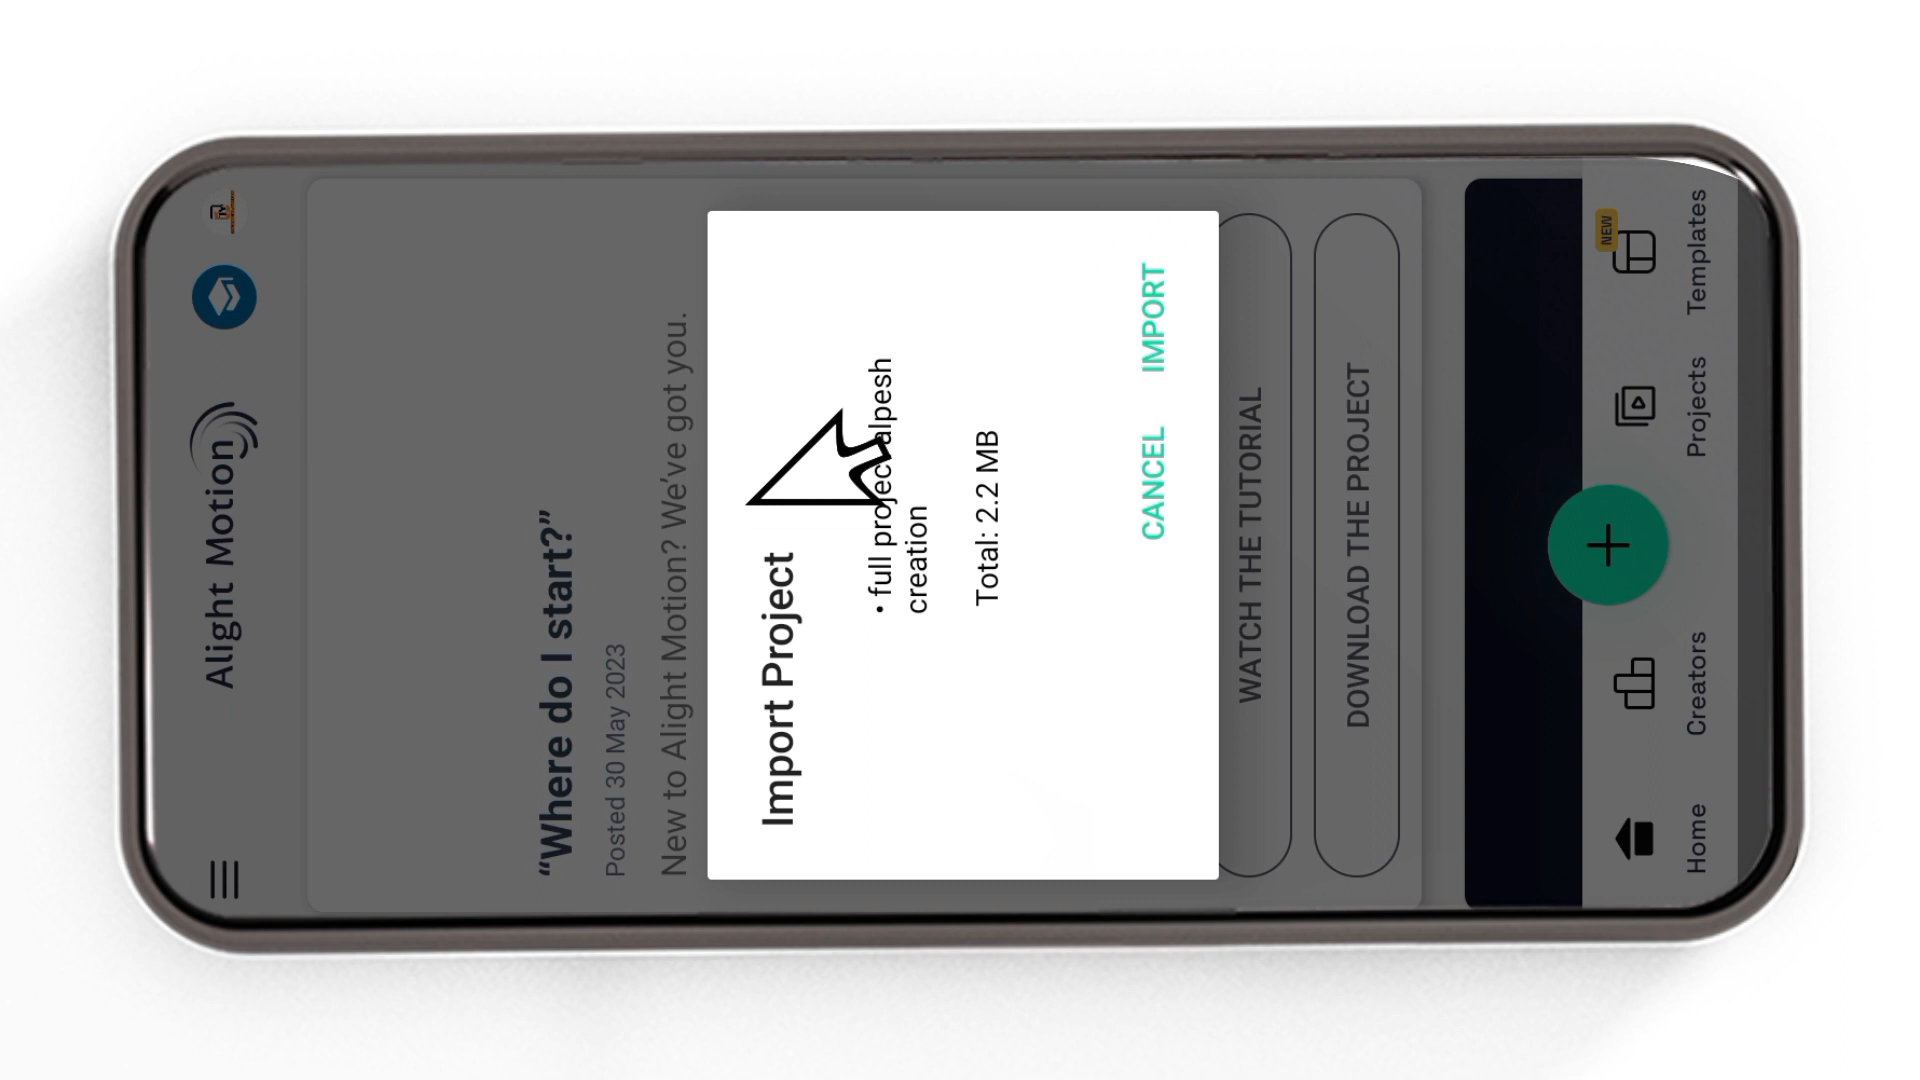 Alight Motion
“Where do I start?”
Posted 30 May 2023
New to Alight Motion? We’ve got you.
Import Project
• full project alpesh
creation
Total: 2.2 MB
CANCEL IMPORT
WATCH THE TUTORIAL
DOWNLOAD THE PROJECT
NEW
Home Creators Projects Templates